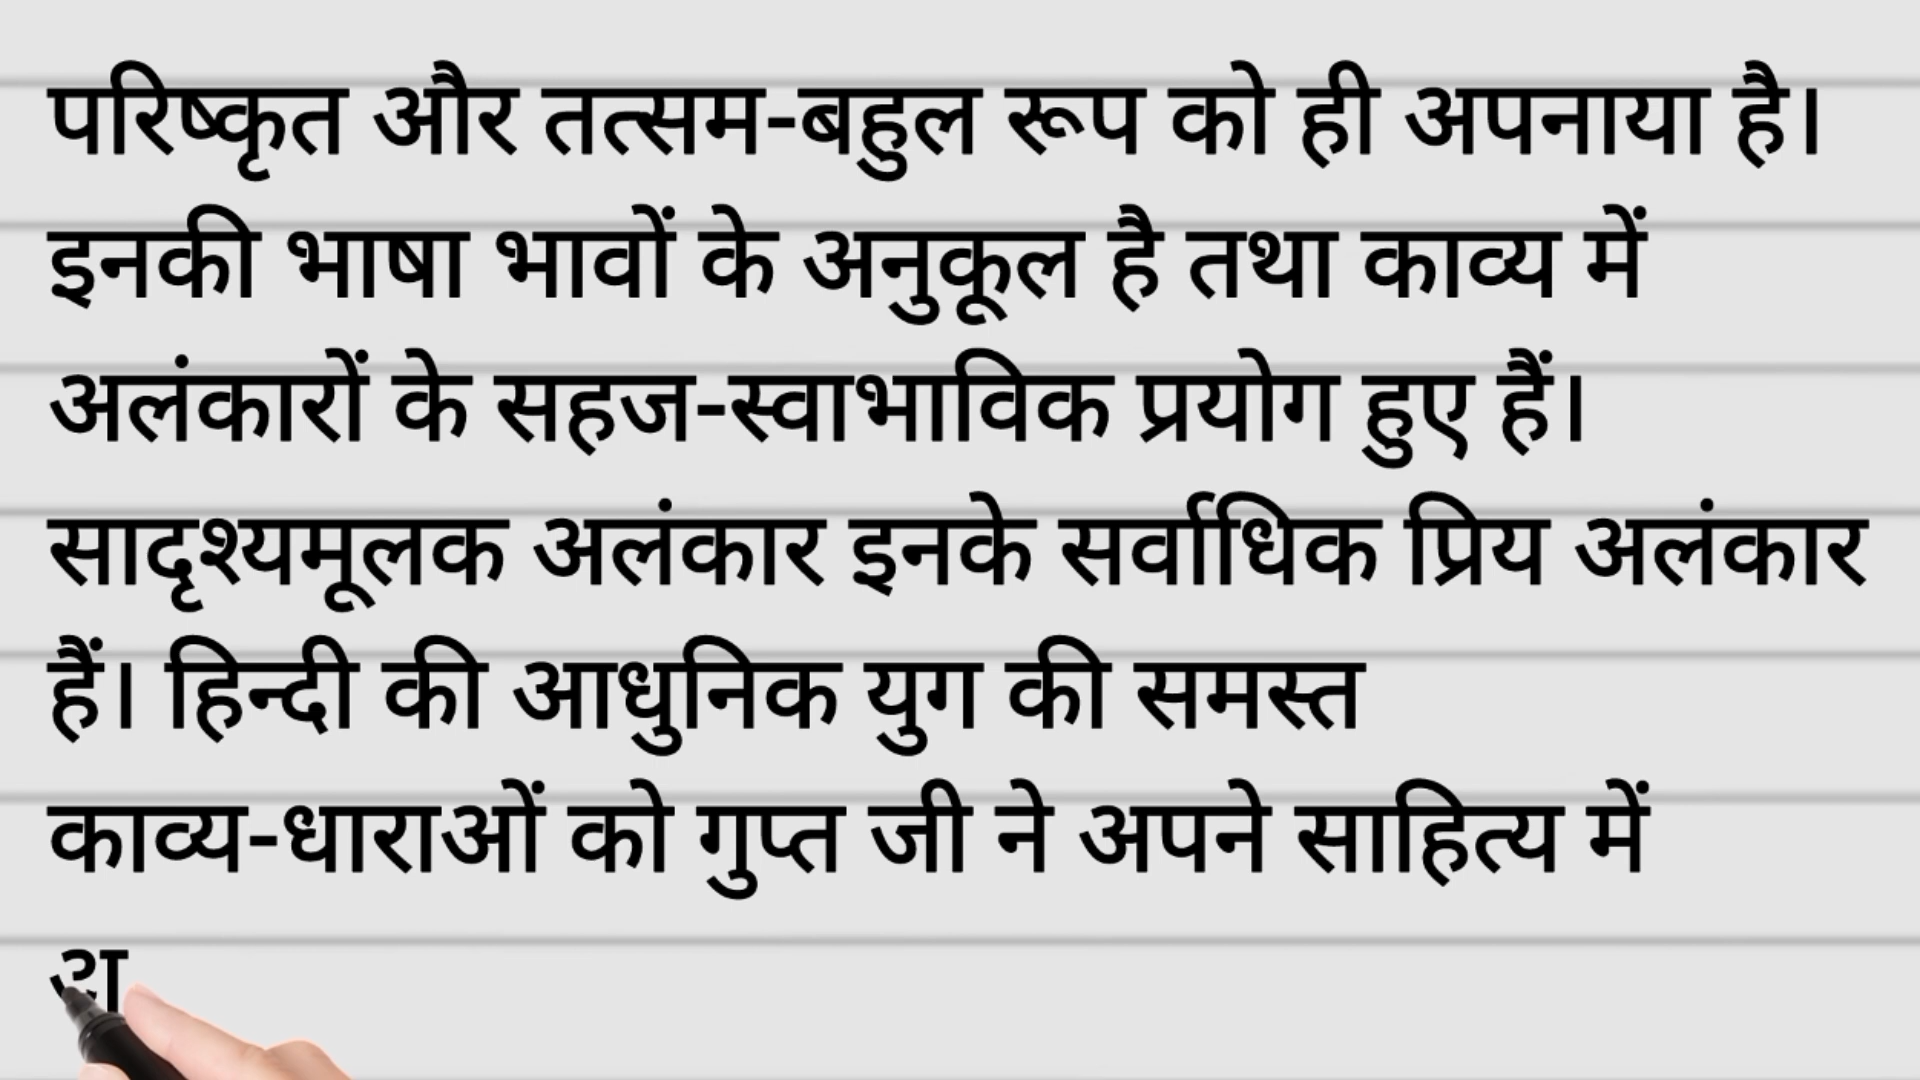 परिष्कृत और तत्सम-बहुल रूप को ही अपनाया है।
इनकी भाषा भावों के अनुकूल है तथा काव्य में
अलंकारों के सहज-स्वाभाविक प्रयोग हुए हैं।
सादृश्यमूलक अलंकार इनके सर्वाधिक प्रिय अलंकार
हैं। हिन्दी की आधुनिक युग की समस्त
काव्य-धाराओं को गुप्त जी ने अपने साहित्य में